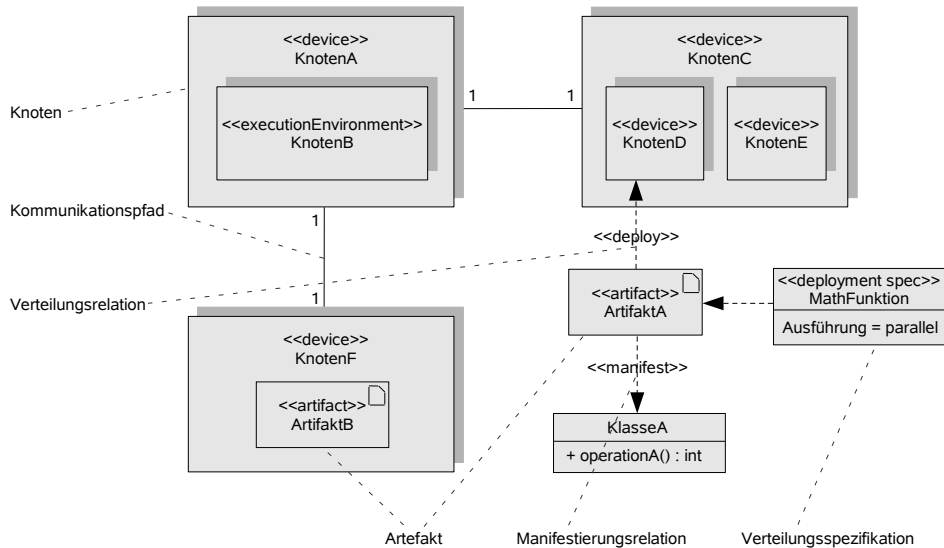 <<device>>
KnotenA
<<executionEnvironment>>
KnotenB
<<device>>
KnotenC
<<device>>
KnotenD
<<device>>
KnotenE
1
1
Knoten
Kommunikationspfad
1
<<deploy>>
Verteilungsrelation
1
<<artifact>>
ArtifaktA
<<deployment spec>>
MathFunktion
Ausführung = parallel
<<device>>
KnotenF
<<artifact>>
ArtifaktB
<<manifest>>
KlasseA
+ operationA() : int
Artefakt
Manifestierungsrelation
Verteilungsspezifikation